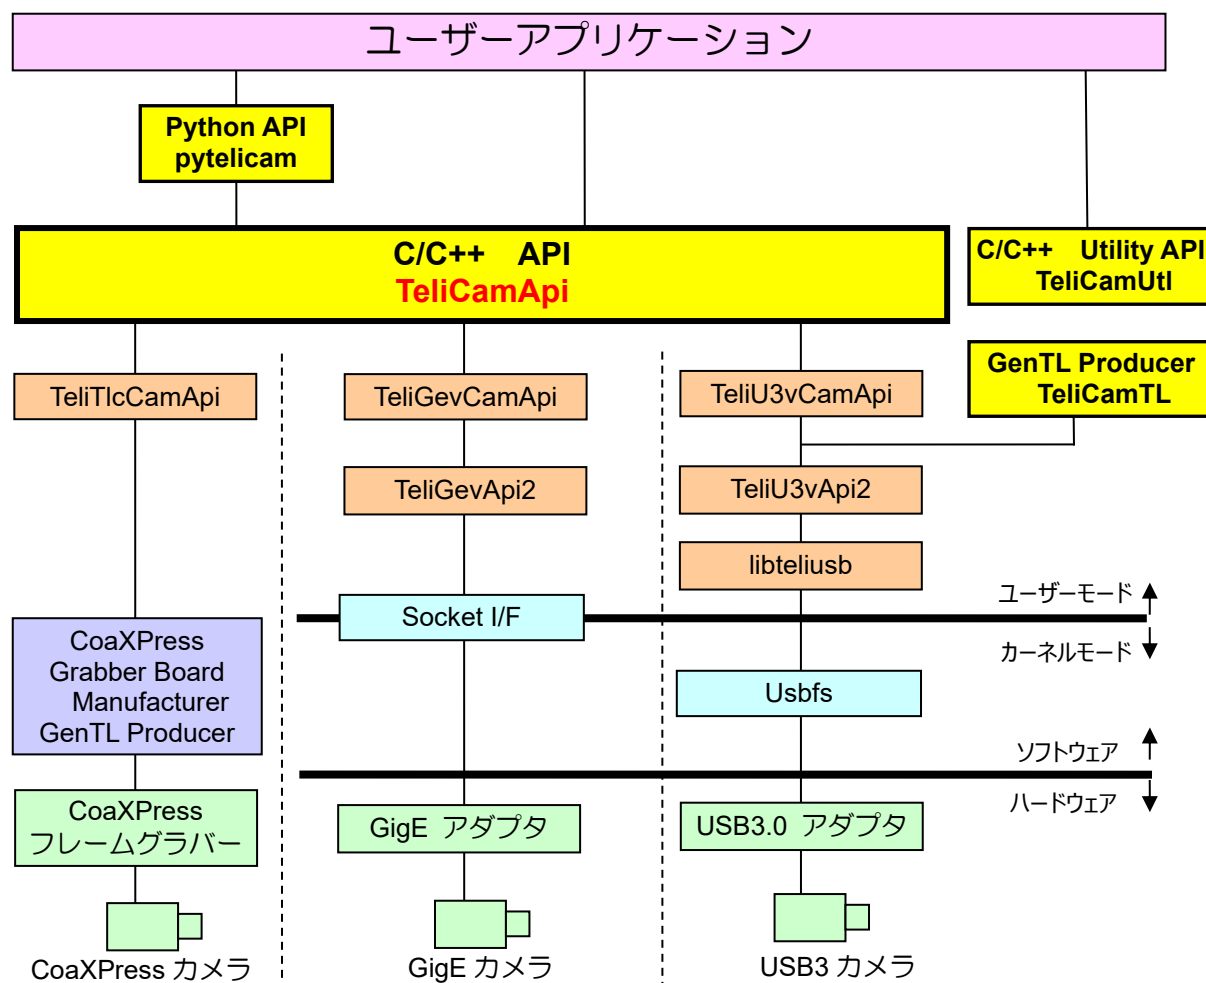 ユーザーアプリケーション
Python API
pytelicam
C/C++ API
TeliCamApi
C/C++ Utility API
TeliCamUtl
GenTL Producer
TeliCamTL
TeliTlcCamApi
TeliGevCamApi
TeliU3vCamApi
TeliGevApi2
TeliU3vApi2
libteliusb
ユーザーモード
Socket I/F
カーネルモード
CoaXPress
Grabber Board
Manufacturer
GenTL Producer
Usbfs
ソフトウェア
ハードウェア
CoaXPress
フレームグラバー
GigE アダプタ
USB3.0 アダプタ
CoaXPress カメラ
GigE カメラ
USB3 カメラ